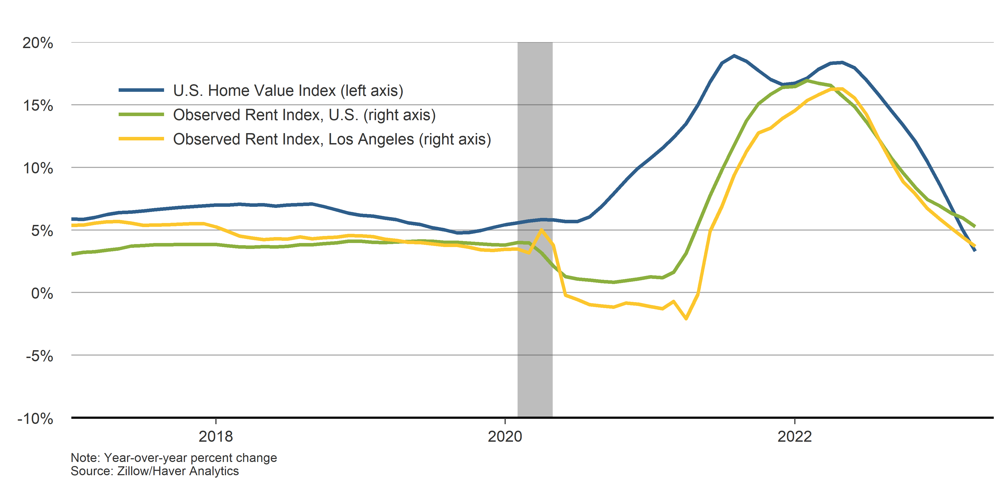 20%
15%
10%
5%
0%
-5%
-10%
U.S. Home Value Index (left axis)
Observed Rent Index, U.S. (right axis)
Observed Rent Index, Los Angeles (right axis)
2018 2020 2022
Note: Year-over-year percent change
Source: Zillow/Haver Analytics